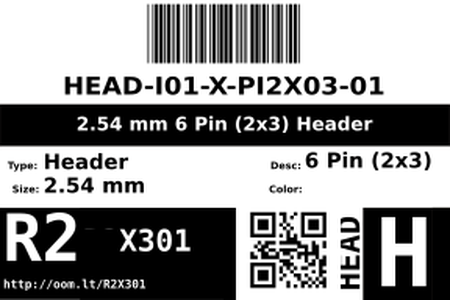 HEAD-I01-X-PI2X03-01
2.54 mm 6 Pin (2x3) Header
Type: Header
Desc: 6 Pin (2x3)
Size: 2.54 mm
Color:
R2 X301
HEAD
H
http://oom.lt/R2X301